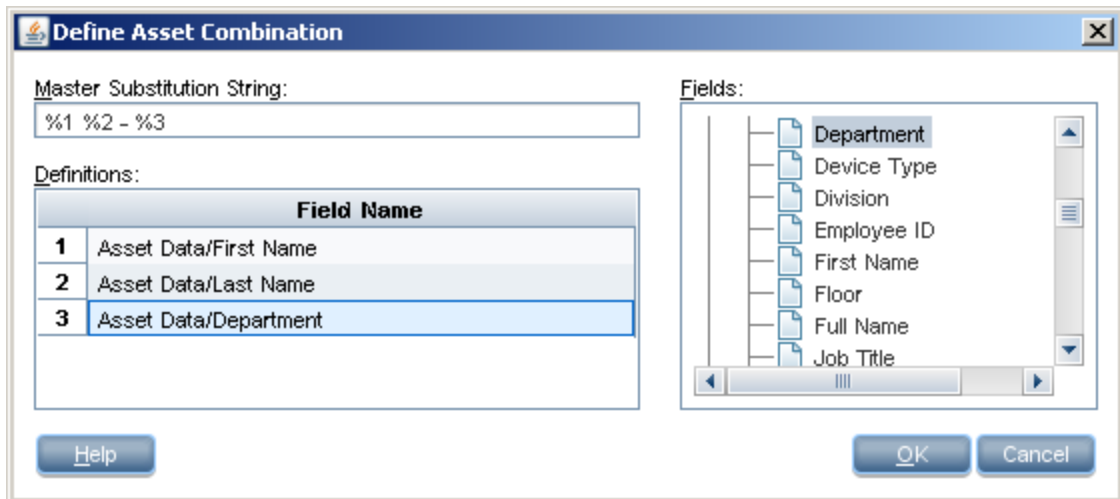 Define Asset Combination
Master Substitution String:
%1 %2 - %3
Definitions:
Field Name
1 Asset Data/First Name
2 Asset Data/Last Name
3 Asset Data/Department
Fields:
Department
Device Type
Division
Employee ID
First Name
Floor
Full Name
Job Title
Help
OK
Cancel